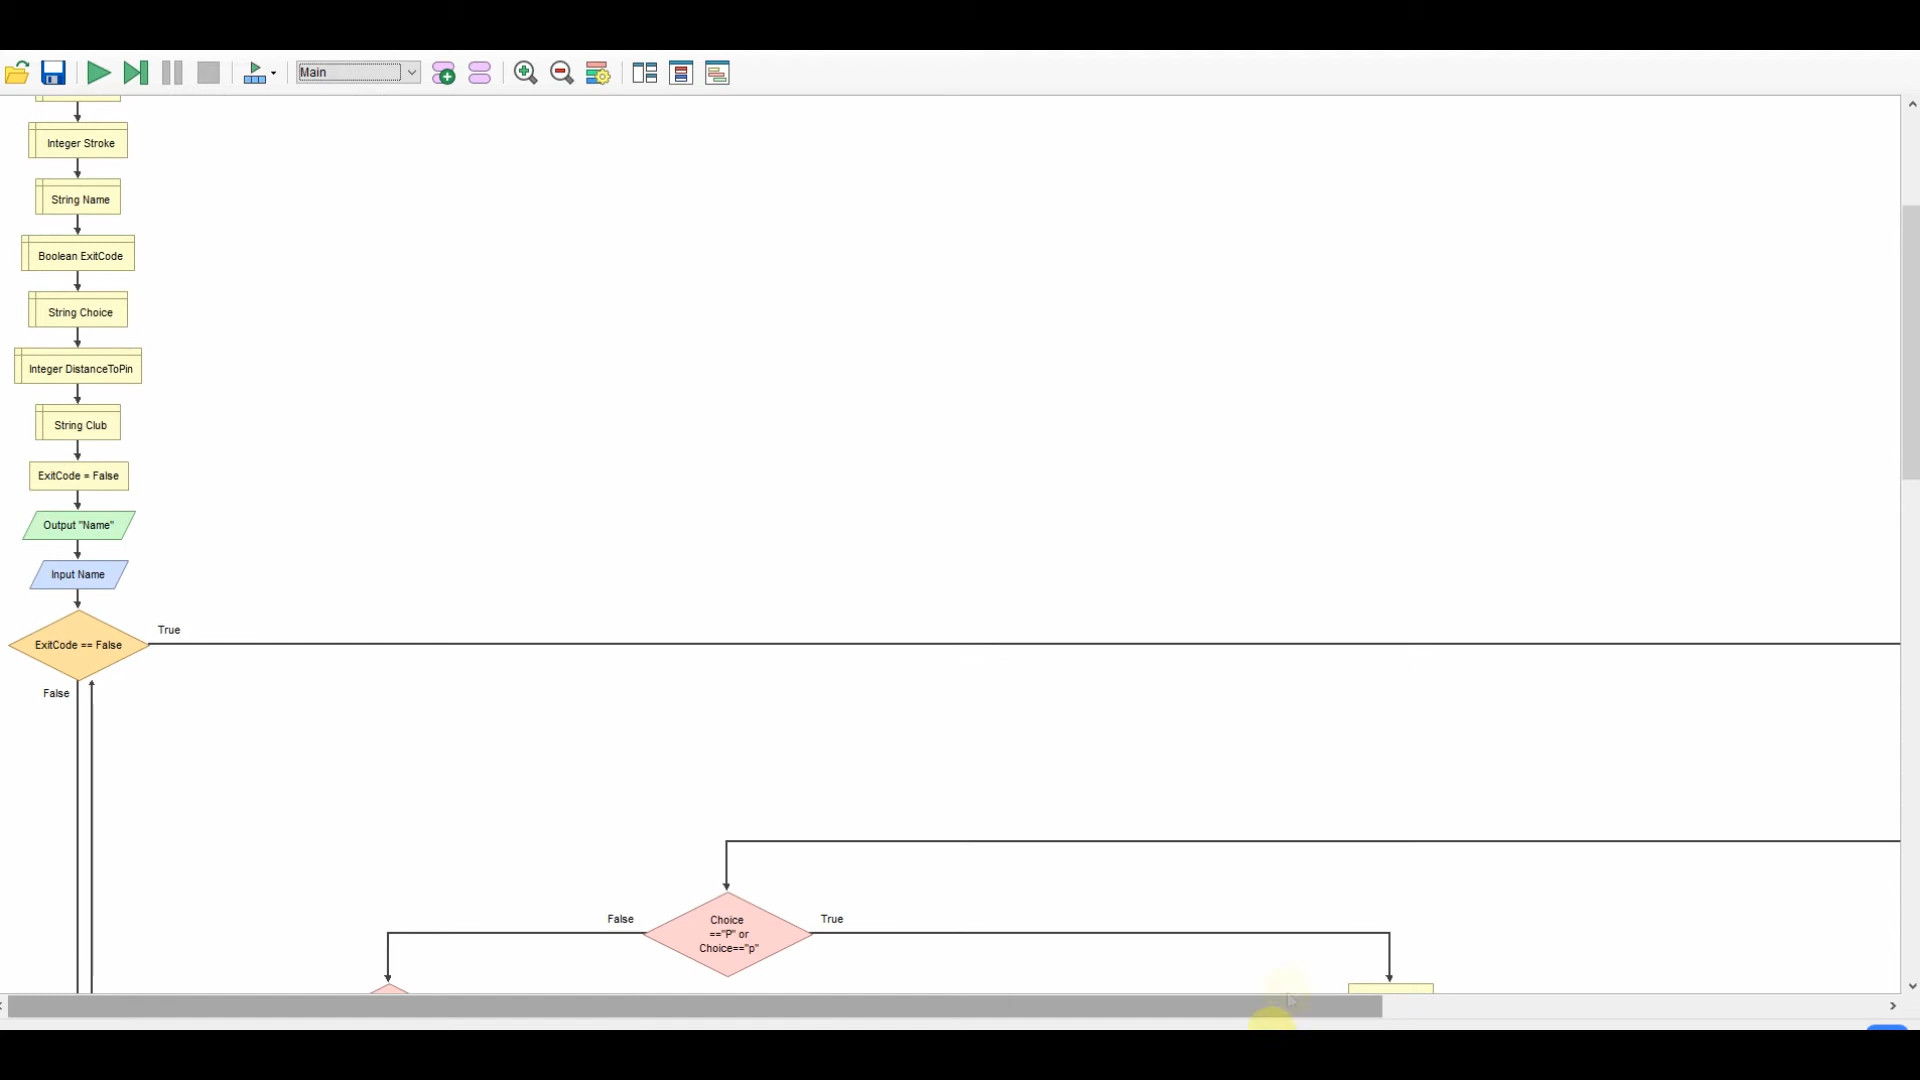 Main
Integer Stroke
String Name
Boolean ExitCode
String Choice
Integer DistanceToPin
String Club
ExitCode = False
Output "Name"
Input Name
True
ExitCode == False
False
False
True
Choice
=="P" or
Choice=="p"